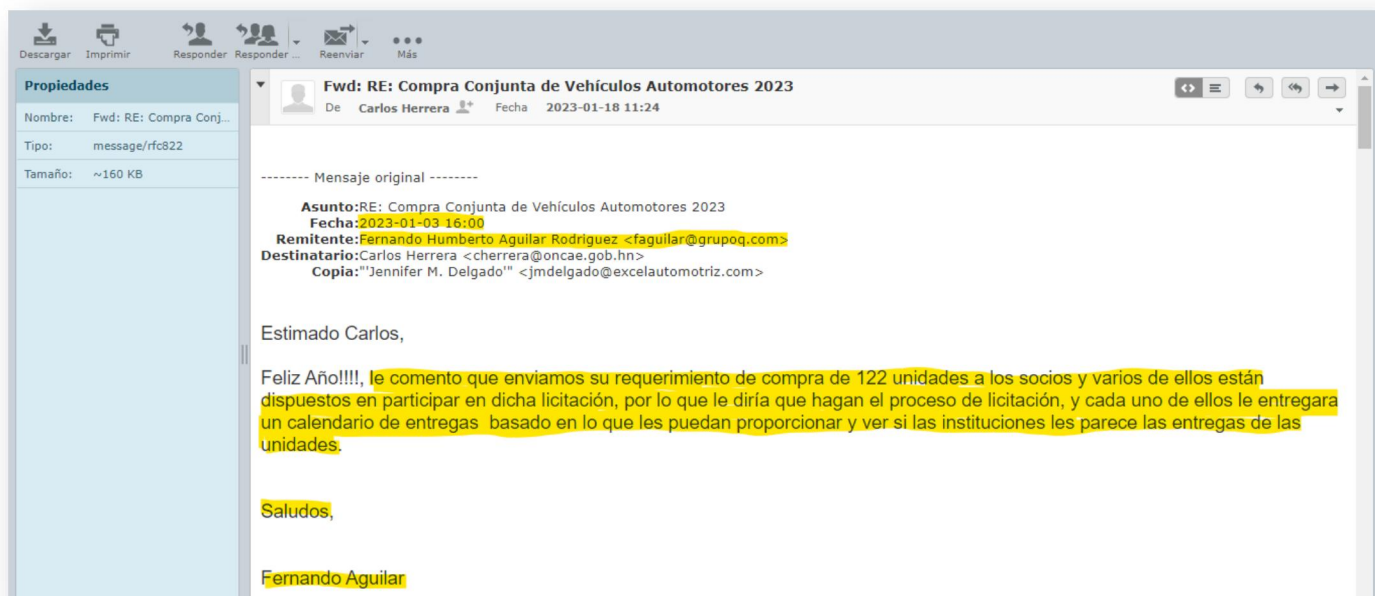 Descargar Imprimir Responder Responder ... Reenviar Más
Propiedades
Nombre: Fwd: RE: Compra Conj...
Tipo: message/rfc822
Tamaño: ~160 KB
Fwd: RE: Compra Conjunta de Vehículos Automotores 2023
De Carlos Herrera Fecha 2023-01-18 11:24
-------- Mensaje original --------
Asunto:RE: Compra Conjunta de Vehículos Automotores 2023
Fecha:2023-01-03 16:00
Remitente:Fernando Humberto Aguilar Rodriguez <faguilar@grupoq.com>
Destinatario:Carlos Herrera <cherrera@oncae.gob.hn>
Copia:"'Jennifer M. Delgado'" <jmdelgado@excelautomotriz.com>
Estimado Carlos,
Feliz Año!!!!, le comento que enviamos su requerimiento de compra de 122 unidades a los socios y varios de ellos están
dispuestos en participar en dicha licitación, por lo que le diría que hagan el proceso de licitación, y cada uno de ellos le entregara
un calendario de entregas basado en lo que les puedan proporcionar y ver si las instituciones les parece las entregas de las
unidades.
Saludos,
Fernando Aguilar